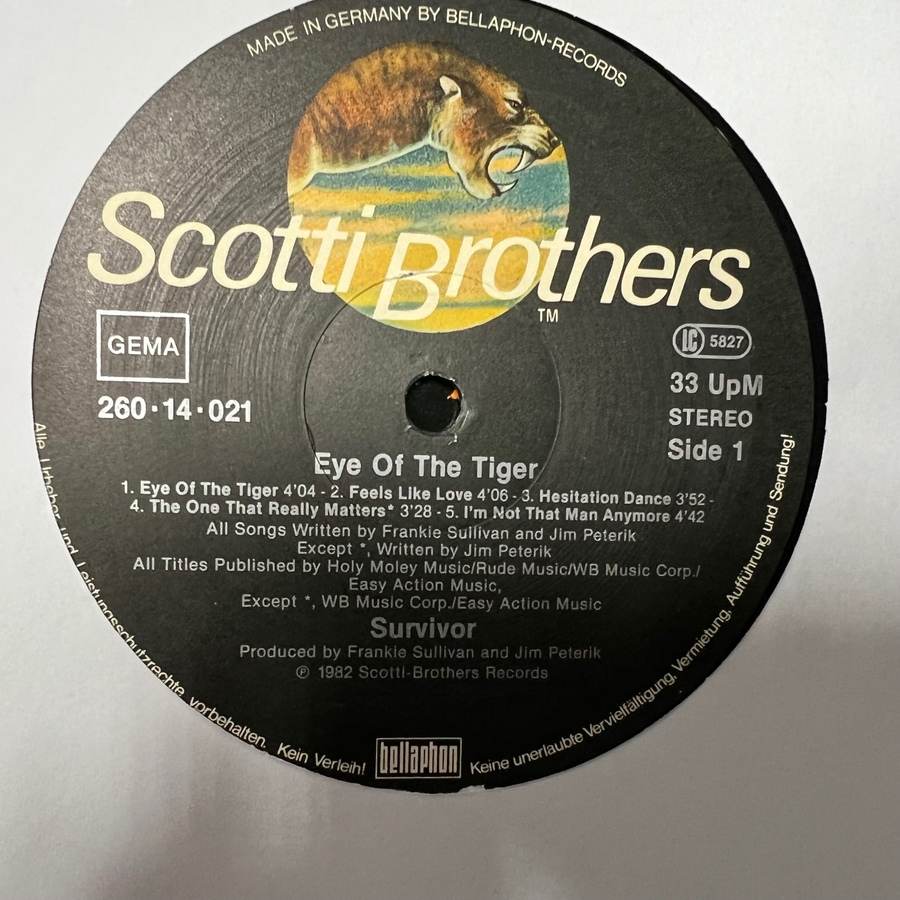 MADE IN GERMANY BY BELLAPHON-RECORDS
Scotti Brothers
TM
GEMA
LC 5827
260·14·021
33 UpM
STEREO
Side 1
Eye Of The Tiger
1. Eye Of The Tiger 4'04 - 2. Feels Like Love 4'06 - 3. Hesitation Dance 3'52 -
4. The One That Really Matters* 3'28 - 5. I'm Not That Man Anymore 4'42
All Songs Written by Frankie Sullivan and Jim Peterik
Except *, Written by Jim Peterik
All Titles Published by Holy Moley Music/Rude Music/WB Music Corp./
Easy Action Music,
Except *, WB Music Corp./Easy Action Music
Survivor
Produced by Frankie Sullivan and Jim Peterik
℗ 1982 Scotti-Brothers Records
Alle Urheber- und Leistungsschutzrechte vorbehalten. Kein Verleih!
bellaphon
Keine unerlaubte Vervielfältigung, Vermietung, Aufführung und Sendung!